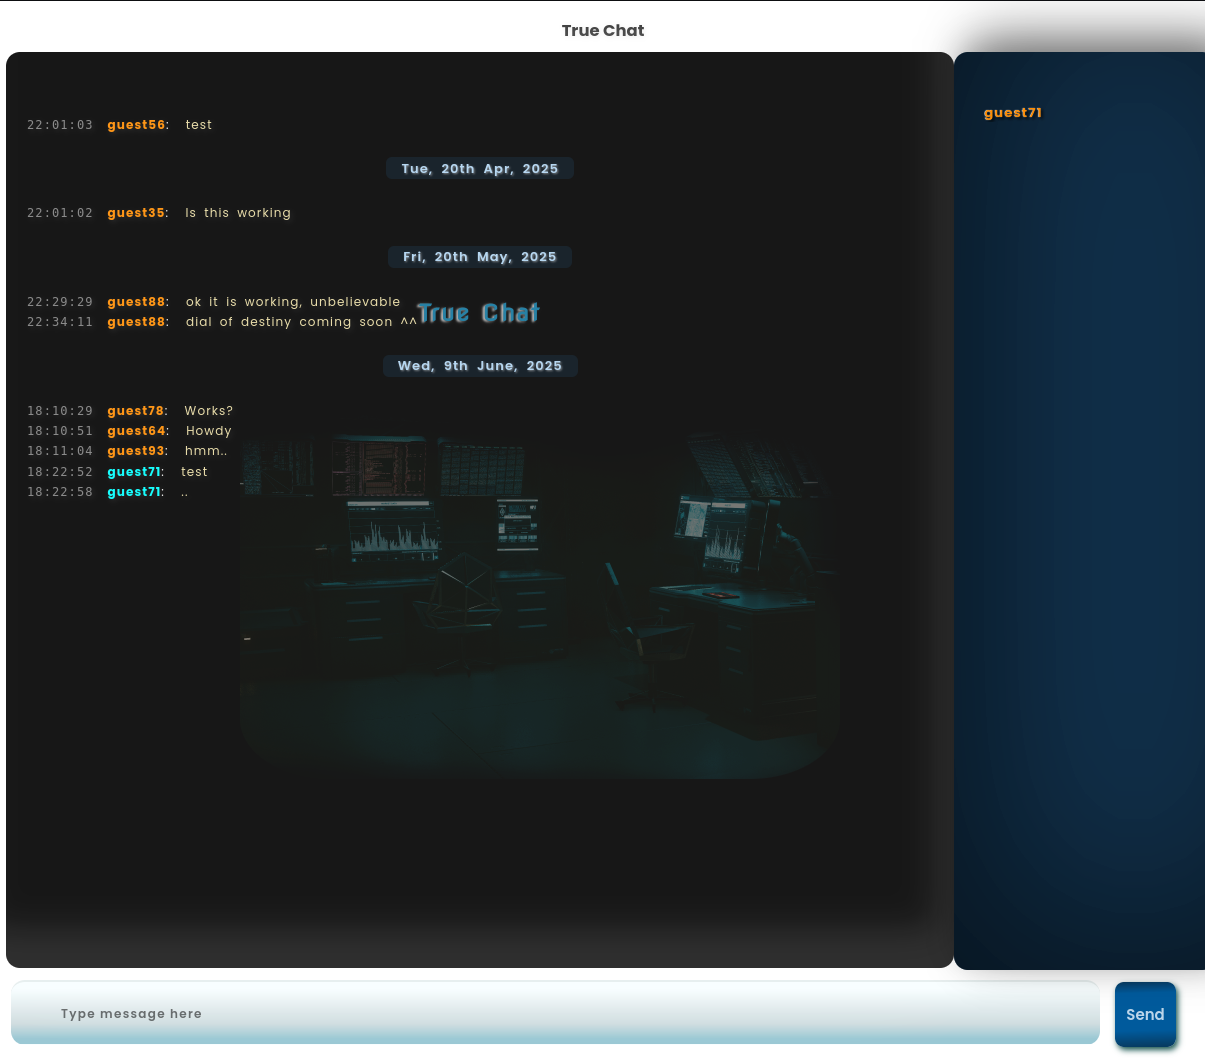 True Chat
guest71
22:01:03 guest56: test
Tue, 20th Apr, 2025
22:01:02 guest35: Is this working
Fri, 20th May, 2025
22:29:29 guest88: ok it is working, unbelievable
22:34:11 guest88: dial of destiny coming soon ^^
True Chat
Wed, 9th June, 2025
18:10:29 guest78: Works?
18:10:51 guest64: Howdy
18:11:04 guest93: hmm..
18:22:52 guest71: test
18:22:58 guest71: ..
Type message here
Send